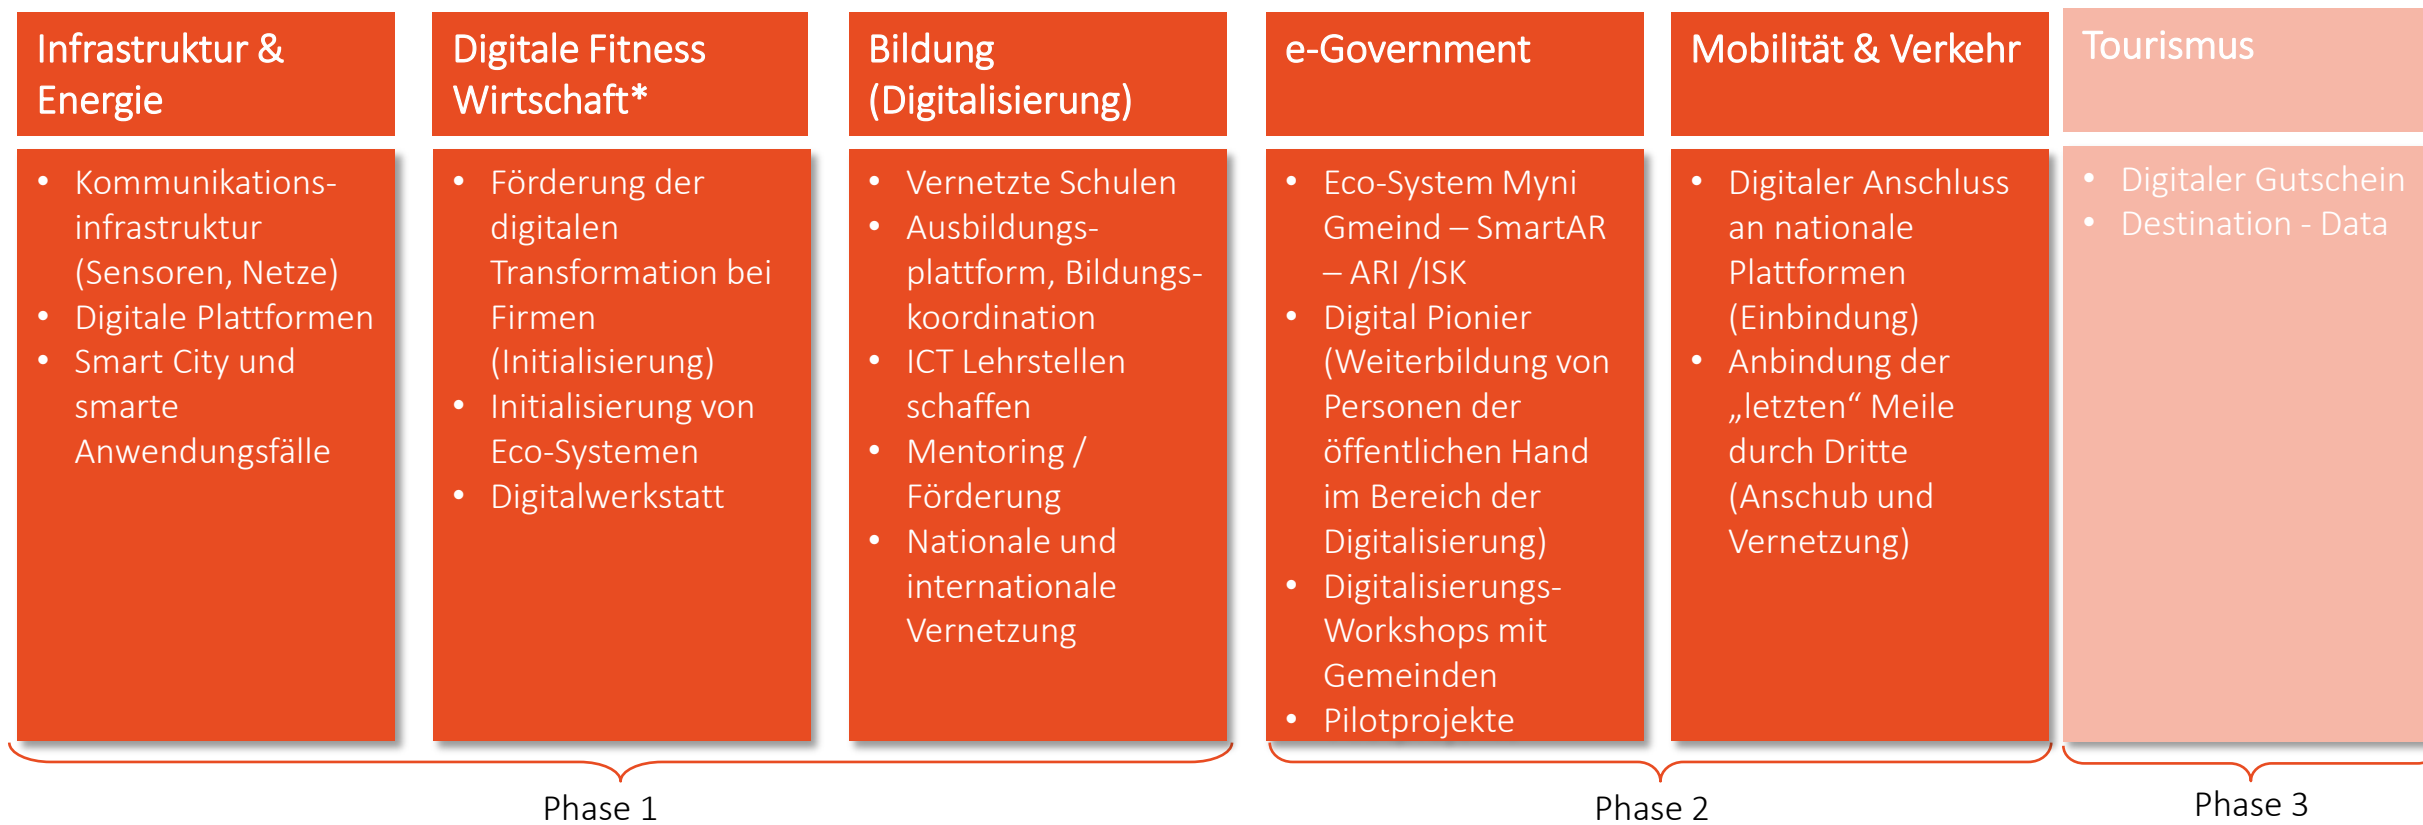 Infrastruktur &
Energie
• Kommunikations-
infrastruktur
(Sensoren, Netze)
• Digitale Plattformen
• Smart City und
smarte
Anwendungsfälle
Digitale Fitness
Wirtschaft*
• Förderung der
digitalen
Transformation bei
Firmen
(Initialisierung)
• Initialisierung von
Eco-Systemen
• Digitalwerkstatt
Bildung
(Digitalisierung)
• Vernetzte Schulen
• Ausbildungs-
plattform, Bildungs-
koordination
• ICT Lehrstellen
schaffen
• Mentoring /
Förderung
• Nationale und
internationale
Vernetzung
Phase 1
e-Government
• Eco-System Myni
Gmeind – SmartAR
– ARI /ISK
• Digital Pionier
(Weiterbildung von
Personen der
öffentlichen Hand
im Bereich der
Digitalisierung)
• Digitalisierungs-
Workshops mit
Gemeinden
• Pilotprojekte
Mobilität & Verkehr
• Digitaler Anschluss
an nationale
Plattformen
(Einbindung)
• Anbindung der
„letzten“ Meile
durch Dritte
(Anschub und
Vernetzung)
Phase 2
Tourismus
• Digitaler Gutschein
• Destination - Data
Phase 3